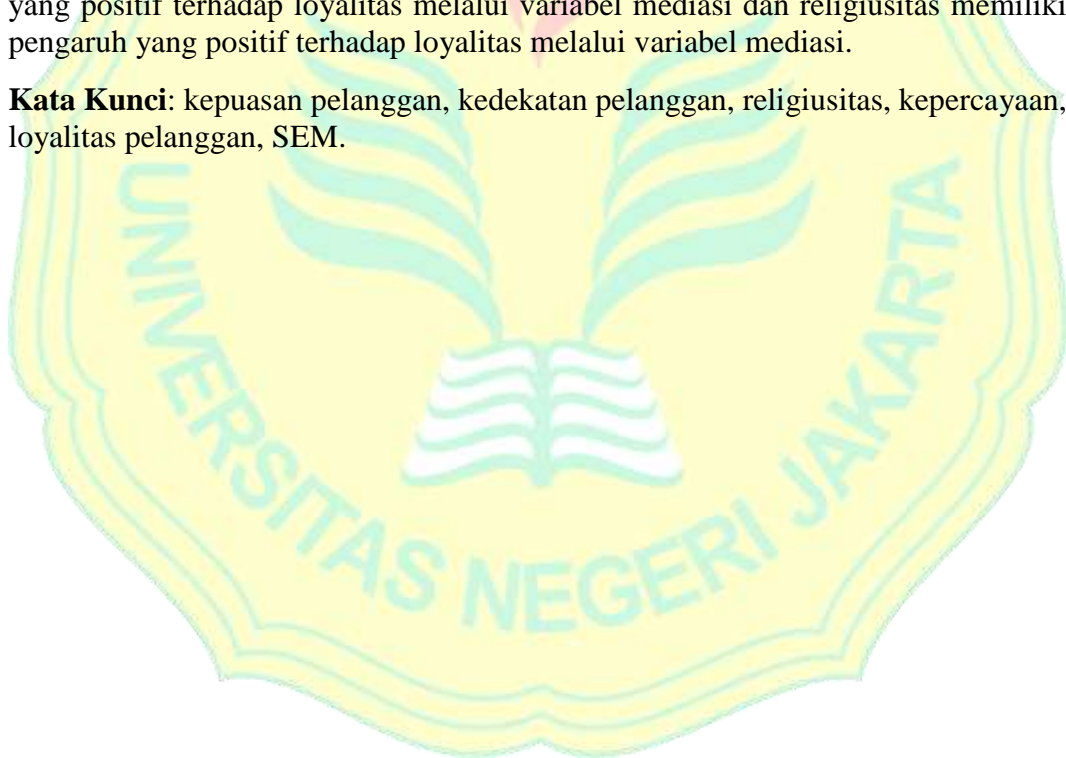 yang positif terhadap loyalitas melalui variabel mediasi dan religiusitas memiliki
pengaruh yang positif terhadap loyalitas melalui variabel mediasi.
Kata Kunci: kepuasan pelanggan, kedekatan pelanggan, religiusitas, kepercayaan,
loyalitas pelanggan, SEM.
UNIVERSITAS NEGERI JAKARTA